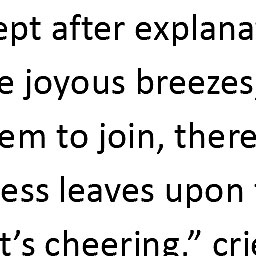 ept after explana
e joyous breezes,
em to join, there
ess leaves upon
t’s cheering.” crie